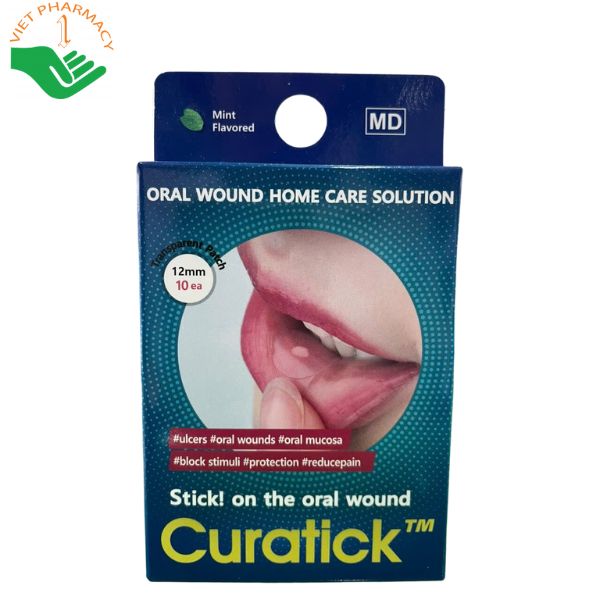 VIET PHARMACY
1
Mint
Flavored
MD
ORAL WOUND HOME CARE SOLUTION
Transparent Patch
12mm
10 ea
#ulcers #oral wounds #oral mucosa
#block stimuli #protection #reducepain
Stick! on the oral wound
Curatick™